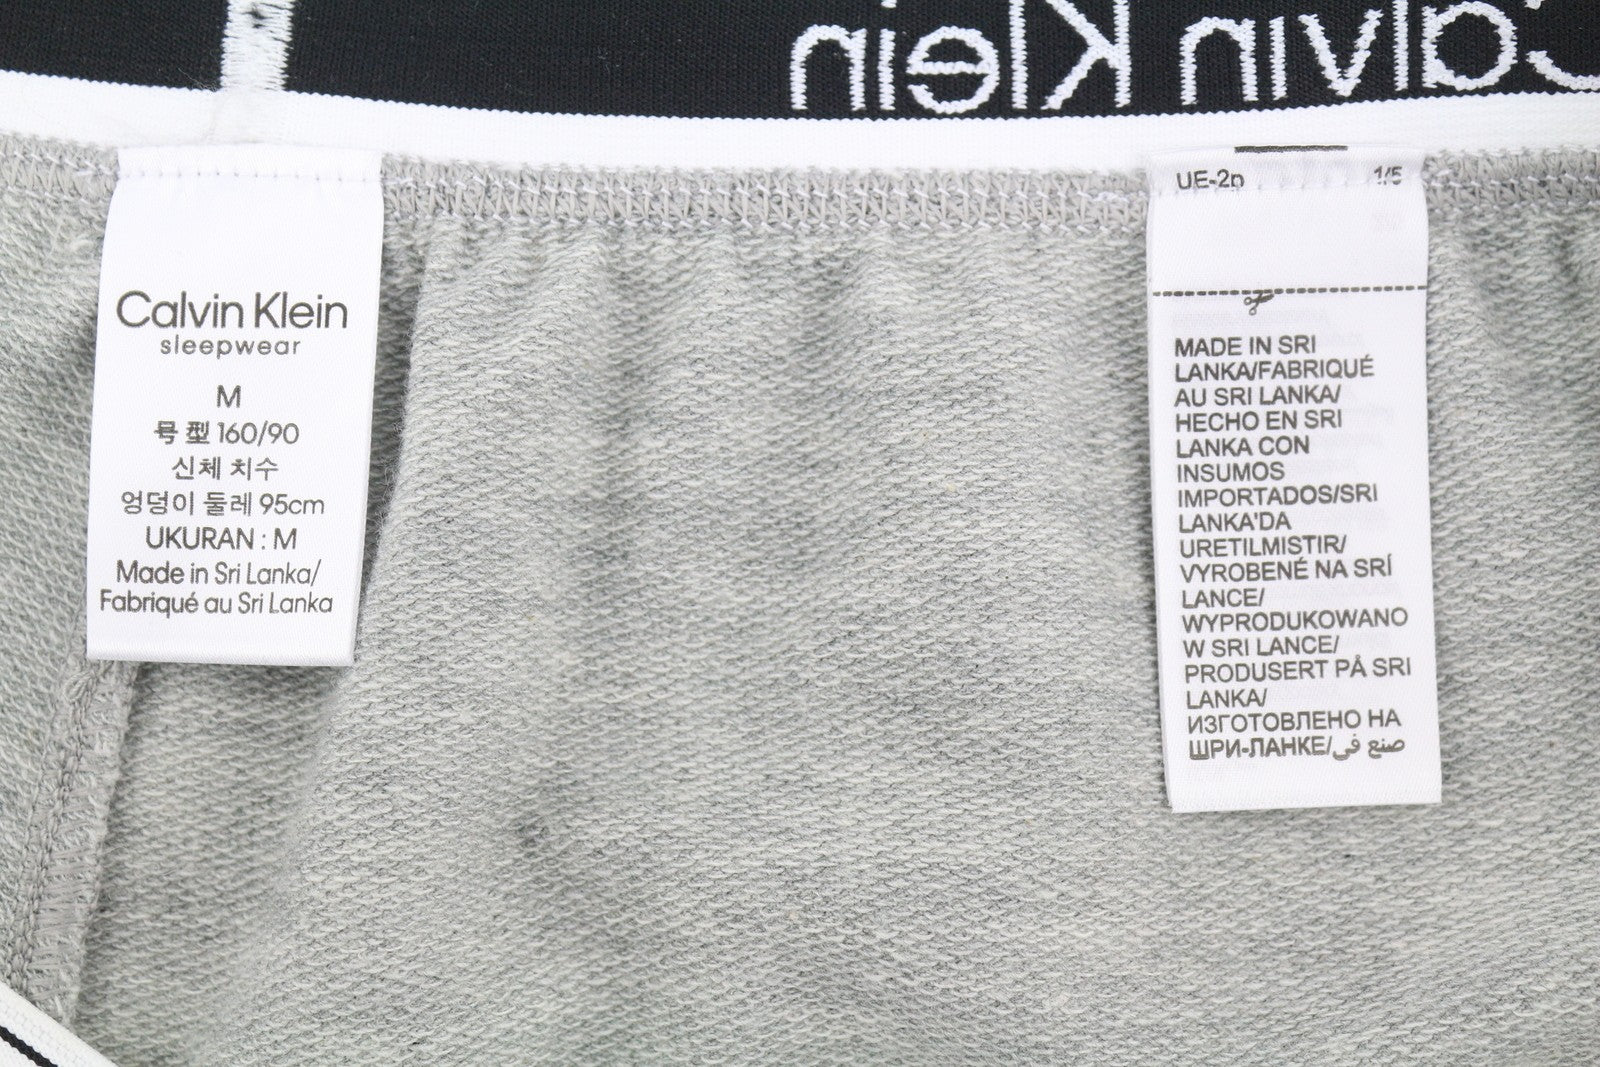 Calvin Klein
Calvin Klein
sleepwear
M
号型 160/90
신체 치수
엉덩이 둘레 95cm
UKURAN : M
Made in Sri Lanka/
Fabriqué au Sri Lanka
UE-2p 1/5
MADE IN SRI
LANKA/FABRIQUÉ
AU SRI LANKA/
HECHO EN SRI
LANKA CON
INSUMOS
IMPORTADOS/SRI
LANKA'DA
URETILMISTIR/
VYROBENÉ NA SRÍ
LANCE/
WYPRODUKOWANO
W SRI LANCE/
PRODUSERT PÅ SRI
LANKA/
ИЗГОТОВЛЕНО НА
ШРИ-ЛАНКЕ/صنع في